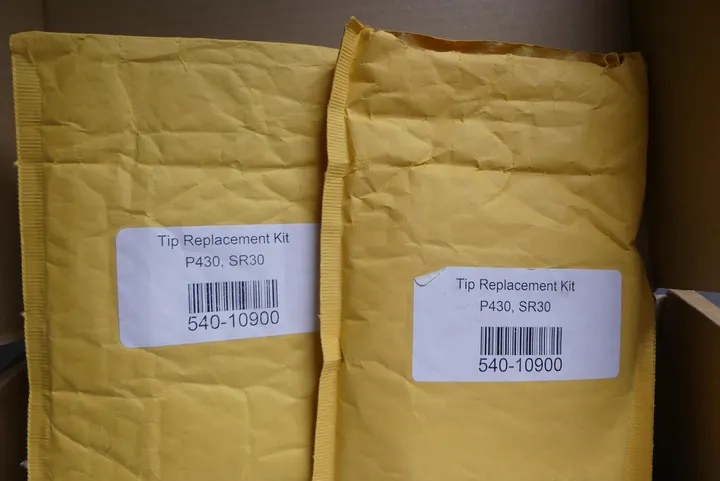 Tip Replacement Kit
P430, SR30
540-10900
Tip Replacement Kit
P430, SR30
540-10900